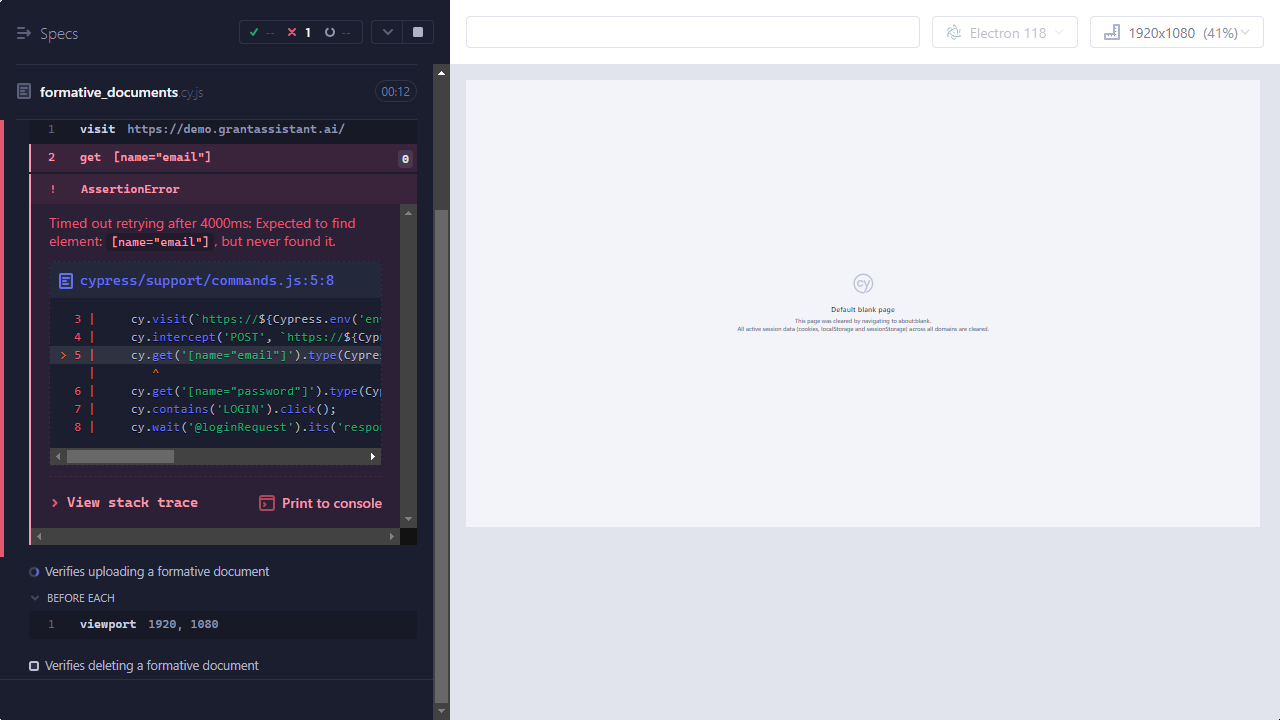 Specs
-- 1 --
Electron 118
1920x1080 (41%)
formative_documents.cy.js
00:12
1 visit https://demo.grantassistant.ai/
2 get [name="email"] 0
! AssertionError
Timed out retrying after 4000ms: Expected to find
element: [name="email"], but never found it.
cypress/support/commands.js:5:8
3 | cy.visit(`https://${Cypress.env('en
4 | cy.intercept('POST', `https://${Cyp
> 5 | cy.get('[name="email"]').type(Cypres
| ^
6 | cy.get('[name="password"]').type(Cyp
7 | cy.contains('LOGIN').click();
8 | cy.wait('@loginRequest').its('respon
View stack trace
Print to console
Verifies uploading a formative document
BEFORE EACH
1 viewport 1920, 1080
Verifies deleting a formative document
cy
Default blank page
This page was cleared by navigating to about:blank.
All active session data (cookies, localStorage and sessionStorage) across all domains are cleared.